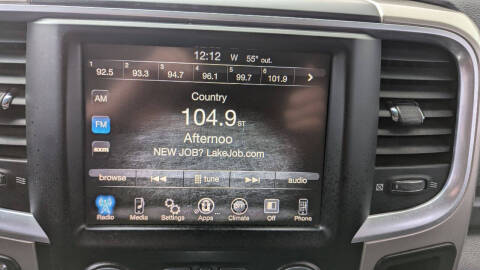 12:12 W 55° out.
1 92.5 2 93.3 3 94.7 4 96.1 5 99.7 6 101.9
AM
Country
FM
104.9 ST
Afternoo
sxm
NEW JOB? LakeJob.com
browse tune audio
Radio Media Settings Apps Climate Off Phone